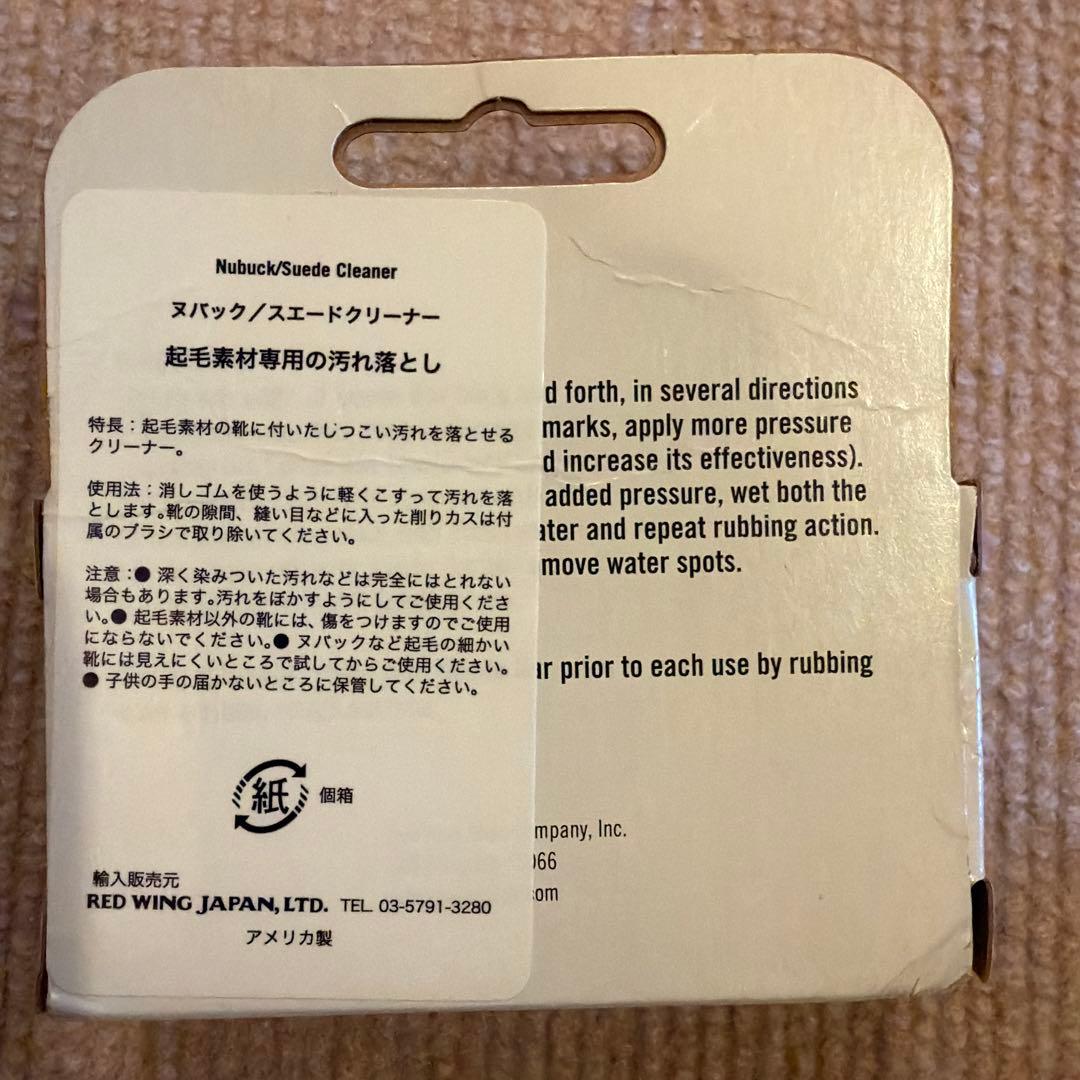 Nubuck/Suede Cleaner
ヌバック／スエードクリーナー
起毛素材専用の汚れ落とし
特長：起毛素材の靴に付いたしつこい汚れを落とせる
クリーナー。
使用法：消しゴムを使うように軽くこすって汚れを落
とします。靴の隙間、縫い目などに入った削りカスは付
属のブラシで取り除いてください。
注意：● 深く染みついた汚れなどは完全にはとれない
場合もあります。汚れをぼかすようにしてご使用くださ
い。● 起毛素材以外の靴には、傷をつけますのでご使用
にならないでください。● ヌバックなど起毛の細かい
靴には見えにくいところで試してからご使用ください。
● 子供の手の届かないところに保管してください。
紙 個箱
輸入販売元
RED WING JAPAN, LTD. TEL. 03-5791-3280
アメリカ製
d forth, in several directions
marks, apply more pressure
d increase its effectiveness).
added pressure, wet both the
ater and repeat rubbing action.
move water spots.
ar prior to each use by rubbing
mpany, Inc.
066
.com